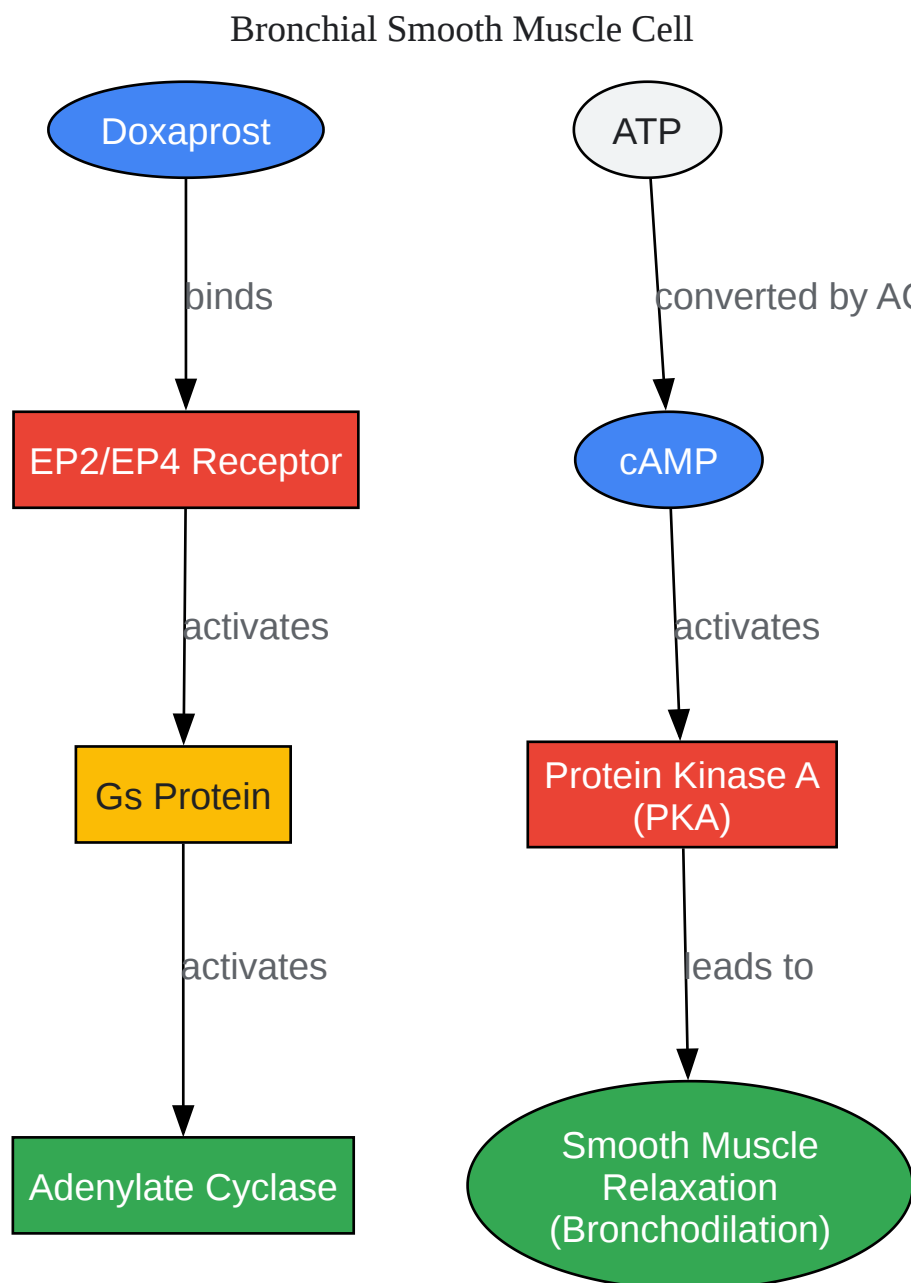 Bronchial Smooth Muscle Cell
Doxaprost
binds
EP2/EP4 Receptor
activates
Gs Protein
activates
Adenylate Cyclase
ATP
converted by AC
cAMP
activates
Protein Kinase A
(PKA)
leads to
Smooth Muscle
Relaxation
(Bronchodilation)